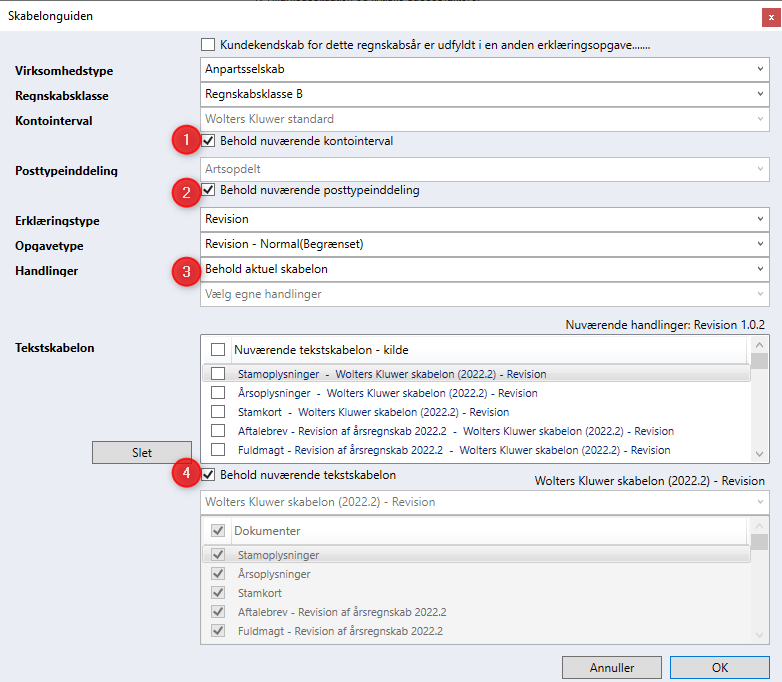 Skabelonguiden
Kundekendskab for dette regnskabsår er udfyldt i en anden erklæringsopgave.......
Virksomhedstype Anpartsselskab
Regnskabsklasse Regnskabsklasse B
Kontointerval Wolters Kluwer standard
1 Behold nuværende kontointerval
Posttypeinddeling Artsopdelt
2 Behold nuværende posttypeinddeling
Erklæringstype Revision
Opgavetype Revision - Normal(Begrænset)
Handlinger 3 Behold aktuel skabelon
Vælg egne handlinger
Nuværende handlinger: Revision 1.0.2
Tekstskabelon Nuværende tekstskabelon - kilde
Stamoplysninger - Wolters Kluwer skabelon (2022.2) - Revision
Årsoplysninger - Wolters Kluwer skabelon (2022.2) - Revision
Stamkort - Wolters Kluwer skabelon (2022.2) - Revision
Aftalebrev - Revision af årsregnskab 2022.2 - Wolters Kluwer skabelon (2022.2) - Revision
Slet Fuldmagt - Revision af årsregnskab 2022.2 - Wolters Kluwer skabelon (2022.2) - Revision
4 Behold nuværende tekstskabelon Wolters Kluwer skabelon (2022.2) - Revision
Wolters Kluwer skabelon (2022.2) - Revision
Dokumenter
Stamoplysninger
Årsoplysninger
Stamkort
Aftalebrev - Revision af årsregnskab 2022.2
Fuldmagt - Revision af årsregnskab 2022.2
Annuller OK